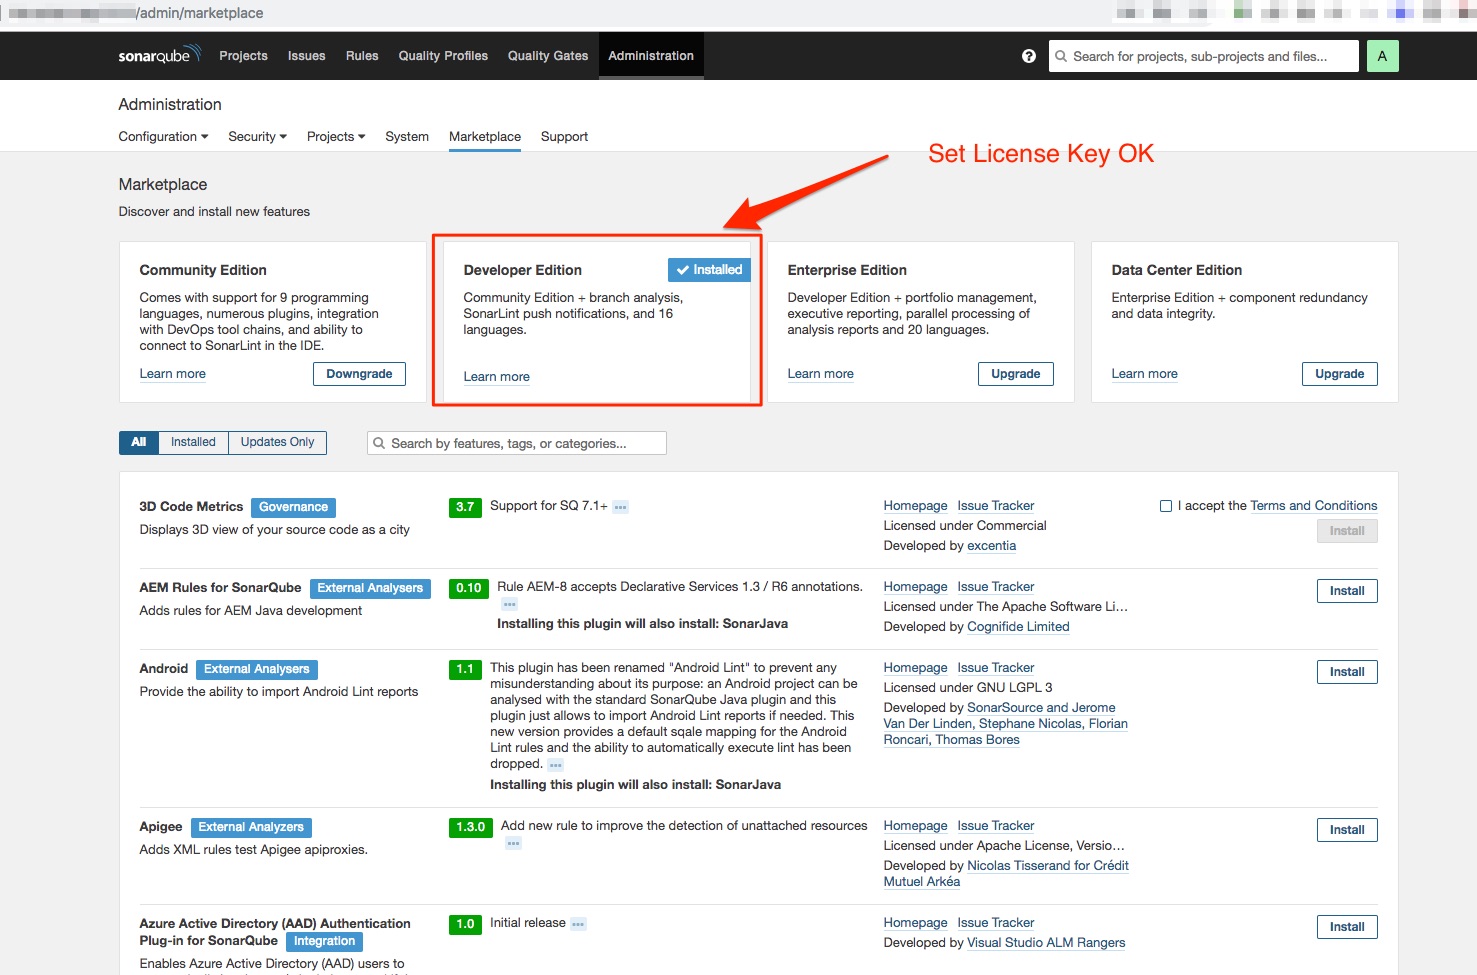 /admin/marketplace
sonarqube Projects Issues Rules Quality Profiles Quality Gates Administration Search for projects, sub-projects and files... A
Administration
Configuration Security Projects System Marketplace Support
Set License Key OK
Marketplace
Discover and install new features
Community Edition
Comes with support for 9 programming
languages, numerous plugins, integration
with DevOps tool chains, and ability to
connect to SonarLint in the IDE.
Learn more Downgrade
Developer Edition Installed
Community Edition + branch analysis,
SonarLint push notifications, and 16
languages.
Learn more
Enterprise Edition
Developer Edition + portfolio management,
executive reporting, parallel processing of
analysis reports and 20 languages.
Learn more Upgrade
Data Center Edition
Enterprise Edition + component redundancy
and data integrity.
Learn more Upgrade
All Installed Updates Only Search by features, tags, or categories...
3D Code Metrics Governance
Displays 3D view of your source code as a city
3.7 Support for SQ 7.1+ ...
Homepage Issue Tracker
Licensed under Commercial
Developed by excentia
I accept the Terms and Conditions
Install
AEM Rules for SonarQube External Analysers
Adds rules for AEM Java development
0.10 Rule AEM-8 accepts Declarative Services 1.3 / R6 annotations.
...
Installing this plugin will also install: SonarJava
Homepage Issue Tracker
Licensed under The Apache Software Li...
Developed by Cognifide Limited
Install
Android External Analysers
Provide the ability to import Android Lint reports
1.1 This plugin has been renamed "Android Lint" to prevent any
misunderstanding about its purpose: an Android project can be
analysed with the standard SonarQube Java plugin and this
plugin just allows to import Android Lint reports if needed. This
new version provides a default sqale mapping for the Android
Lint rules and the ability to automatically execute lint has been
dropped. ...
Installing this plugin will also install: SonarJava
Homepage Issue Tracker
Licensed under GNU LGPL 3
Developed by SonarSource and Jerome
Van Der Linden, Stephane Nicolas, Florian
Roncari, Thomas Bores
Install
Apigee External Analyzers
Adds XML rules test Apigee apiproxies.
1.3.0 Add new rule to improve the detection of unattached resources
...
Homepage Issue Tracker
Licensed under Apache License, Versio...
Developed by Nicolas Tisserand for Crédit
Mutuel Arkéa
Install
Azure Active Directory (AAD) Authentication
Plug-in for SonarQube Integration
Enables Azure Active Directory (AAD) users to
1.0 Initial release ...
Homepage Issue Tracker
Developed by Visual Studio ALM Rangers
Install